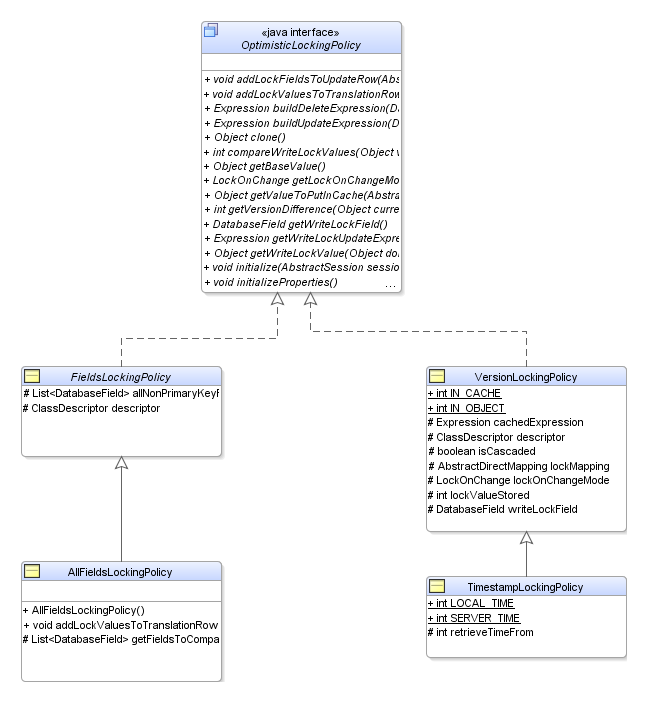 «java interface»
OptimisticLockingPolicy
+ void addLockFieldsToUpdateRow(Abs
+ void addLockValuesToTranslationRow
+ Expression buildDeleteExpression(Da
+ Expression buildUpdateExpression(D
+ Object clone()
+ int compareWriteLockValues(Object v
+ Object getBaseValue()
+ LockOnChange getLockOnChangeMo
+ Object getValueToPutInCache(Abstra
+ int getVersionDifference(Object curre
+ DatabaseField getWriteLockField()
+ Expression getWriteLockUpdateExpre
+ Object getWriteLockValue(Object do
+ void initialize(AbstractSession sessio
+ void initializeProperties() ...
FieldsLockingPolicy
# List<DatabaseField> allNonPrimaryKeyF
# ClassDescriptor descriptor
VersionLockingPolicy
+ int IN_CACHE
+ int IN_OBJECT
# Expression cachedExpression
# ClassDescriptor descriptor
# boolean isCascaded
# AbstractDirectMapping lockMapping
# LockOnChange lockOnChangeMode
# int lockValueStored
# DatabaseField writeLockField
AllFieldsLockingPolicy
+ AllFieldsLockingPolicy()
+ void addLockValuesToTranslationRow
# List<DatabaseField> getFieldsToCompa
TimestampLockingPolicy
+ int LOCAL_TIME
+ int SERVER_TIME
# int retrieveTimeFrom